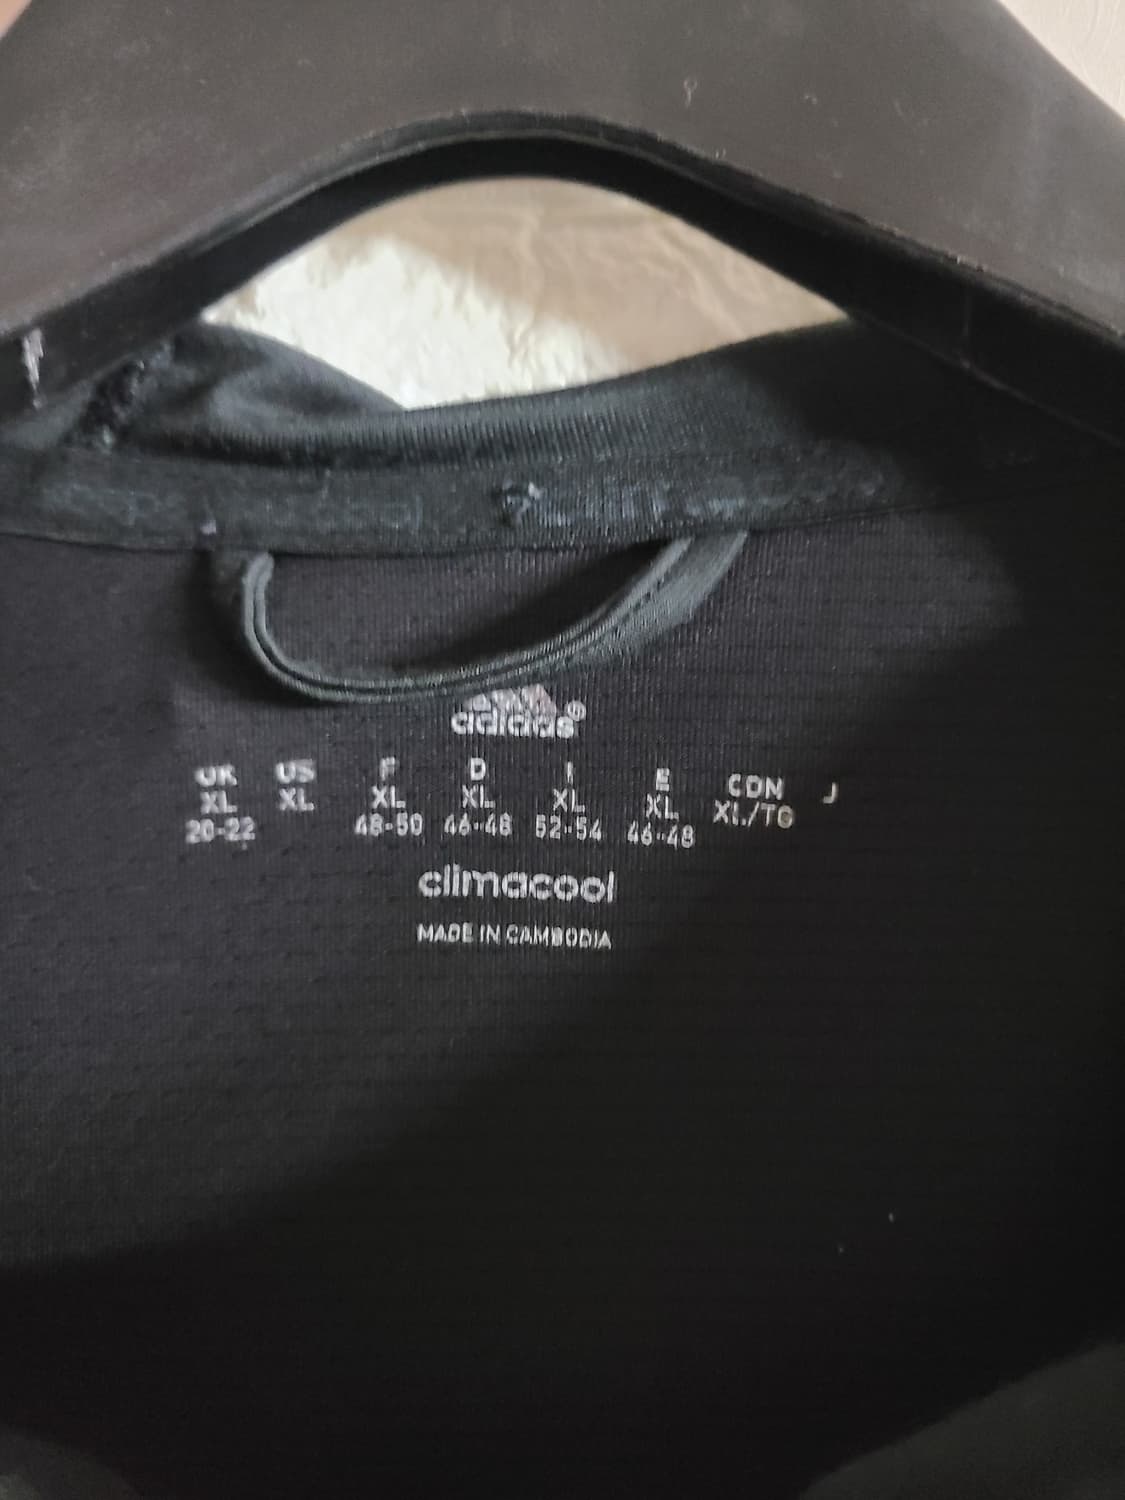 adidas®
UK US F D I E CDN J
XL XL XL XL XL XL XL/TG
20-22 48-50 46-48 52-54 46-48
climacool
MADE IN CAMBODIA